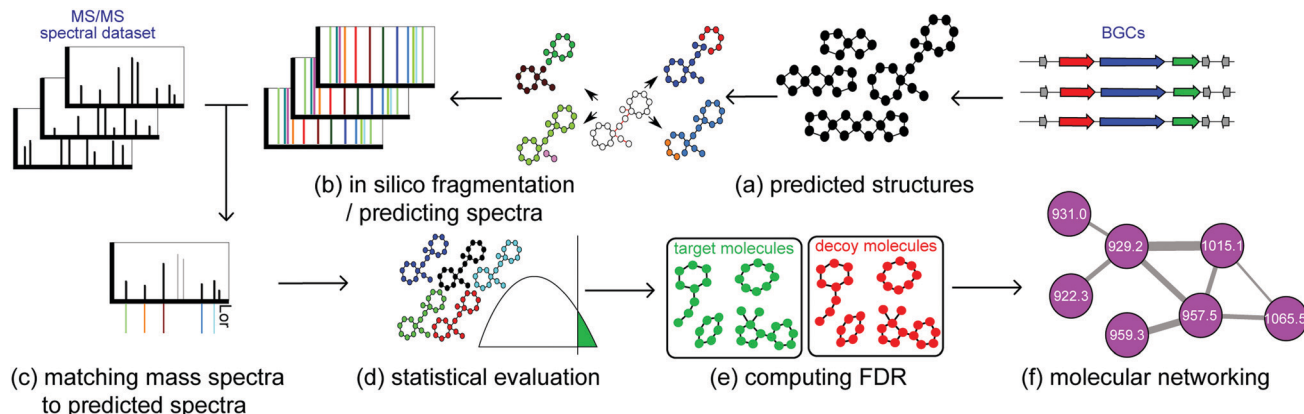 MS/MS
spectral dataset
BGCs
(b) in silico fragmentation
/ predicting spectra
(a) predicted structures
Lor
target molecules
decoy molecules
931.0
929.2
1015.1
922.3
957.5
1065.5
959.3
(c) matching mass spectra
to predicted spectra
(d) statistical evaluation
(e) computing FDR
(f) molecular networking